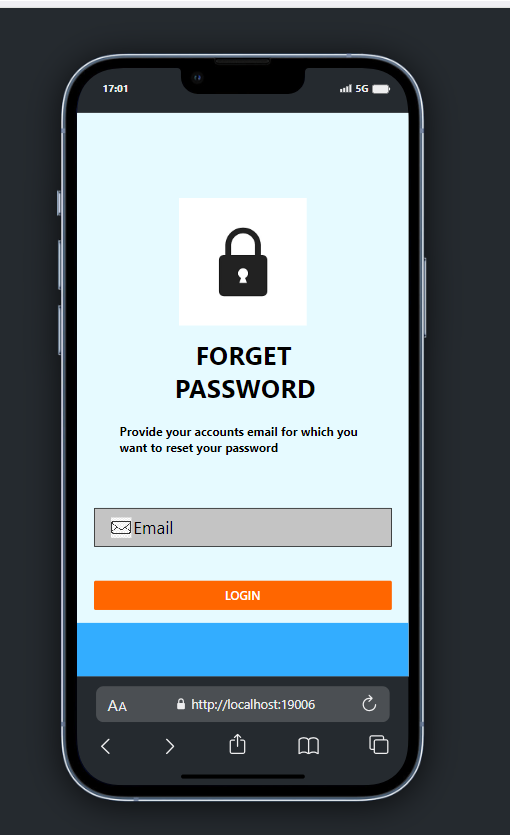 17:01
5G
FORGET
PASSWORD
Provide your accounts email for which you
want to reset your password
Email
LOGIN
AA
http://localhost:19006